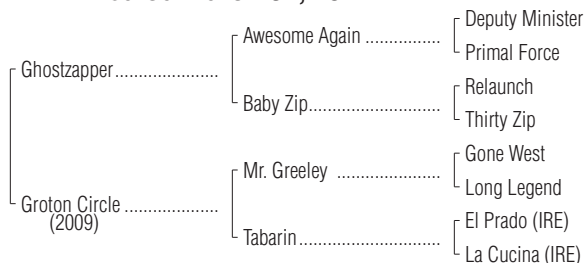 Deputy Minister
Awesome Again ..................
Primal Force
Ghostzapper........................
Relaunch
Baby Zip................................
Thirty Zip
Gone West
Mr. Greeley .........................
Long Legend
Groton Circle ......................
(2009)
El Prado (IRE)
Tabarin..................................
La Cucina (IRE)